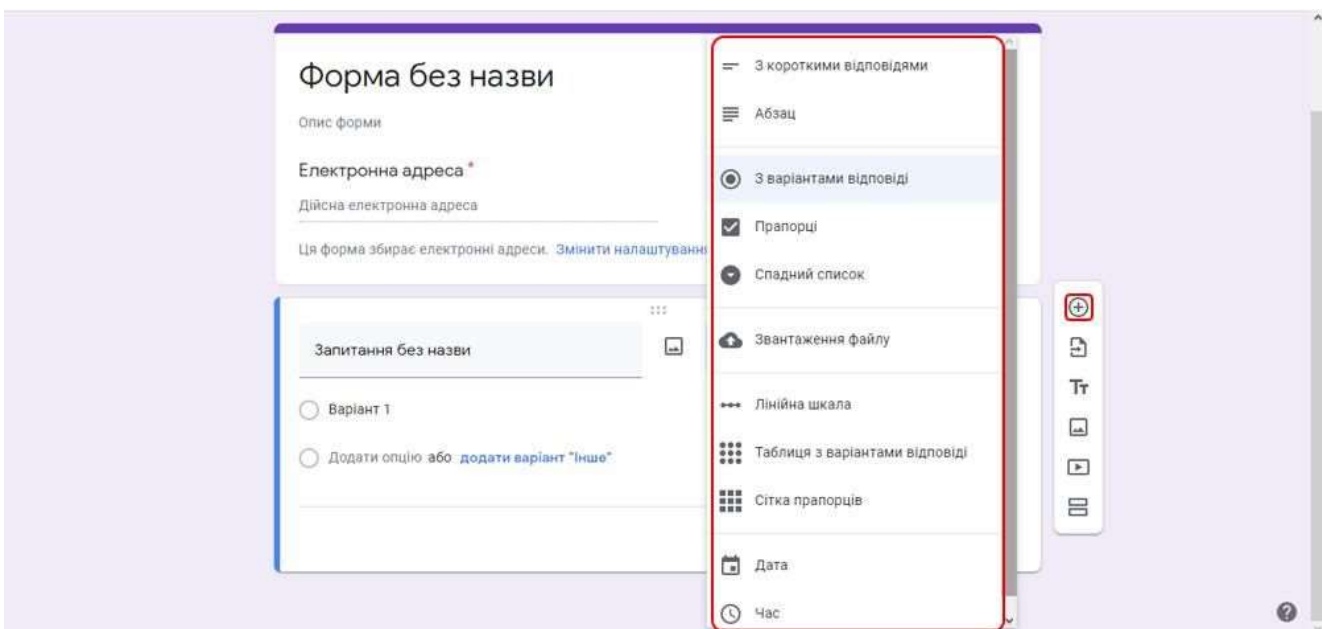 Форма без назви
Опис форми
Електронна адреса *
Дійсна електронна адреса
Ця форма збирає електронні адреси. Змінити налаштування
Запитання без назви
Варіант 1
Додати опцію або додати варіант "Інше"
З короткими відповідями
Абзац
З варіантами відповіді
Прапорці
Спадний список
Звантаження файлу
Лінійна шкала
Таблиця з варіантами відповіді
Сітка прапорців
Дата
Час
Tт